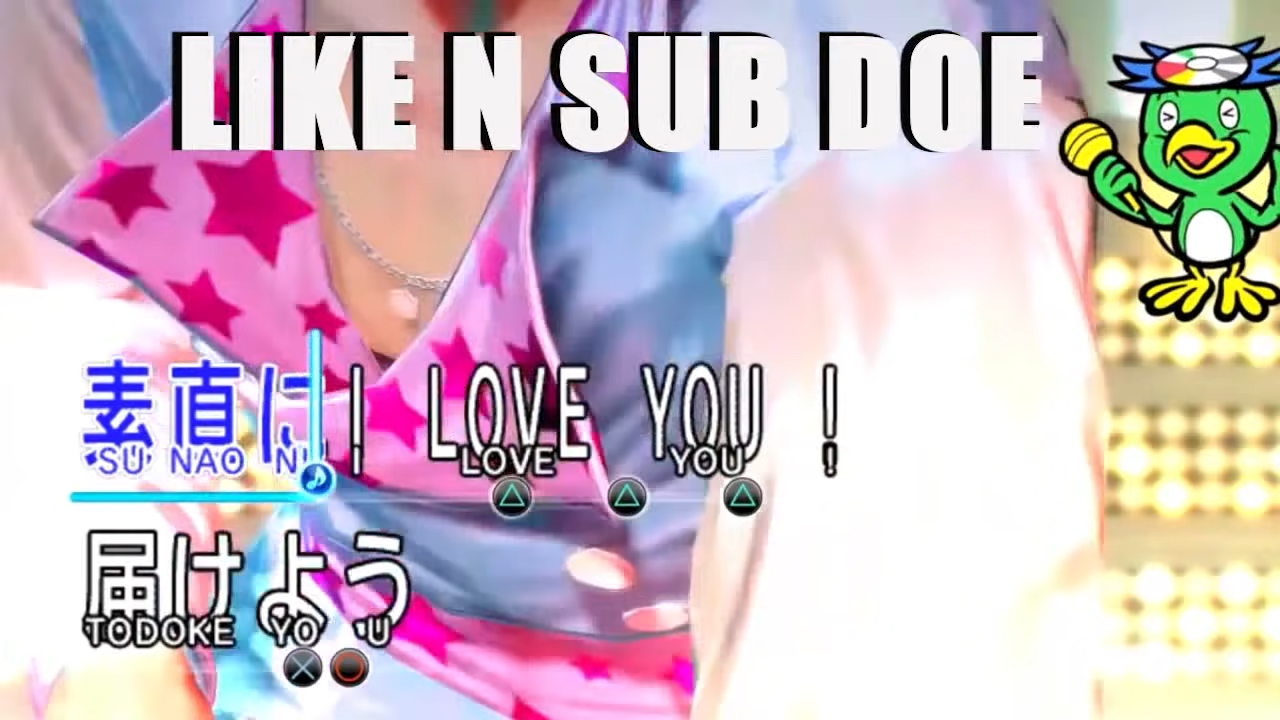 LIKE N SUB DOE
素直に I LOVE YOU !
SU NAO NI I LOVE YOU !
届けよう
TODOKE YO U